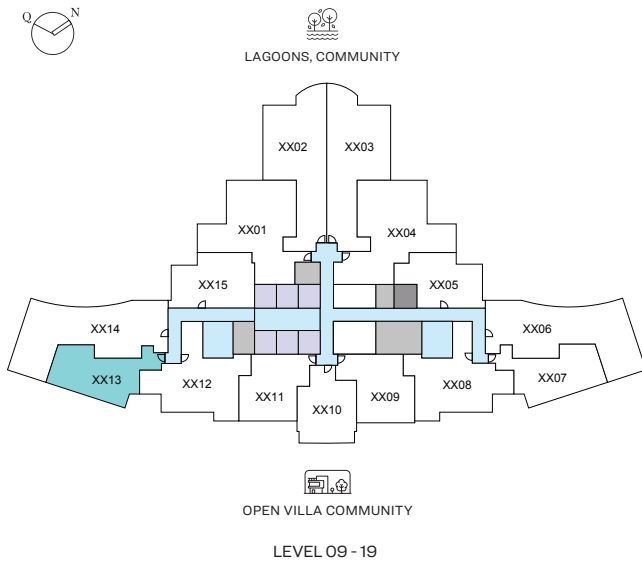 Q N
LAGOONS, COMMUNITY
XX02 XX03
XX01 XX04
XX15 XX05
XX14 XX06
XX13 XX12 XX11 XX10 XX09 XX08 XX07
OPEN VILLA COMMUNITY
LEVEL 09 - 19